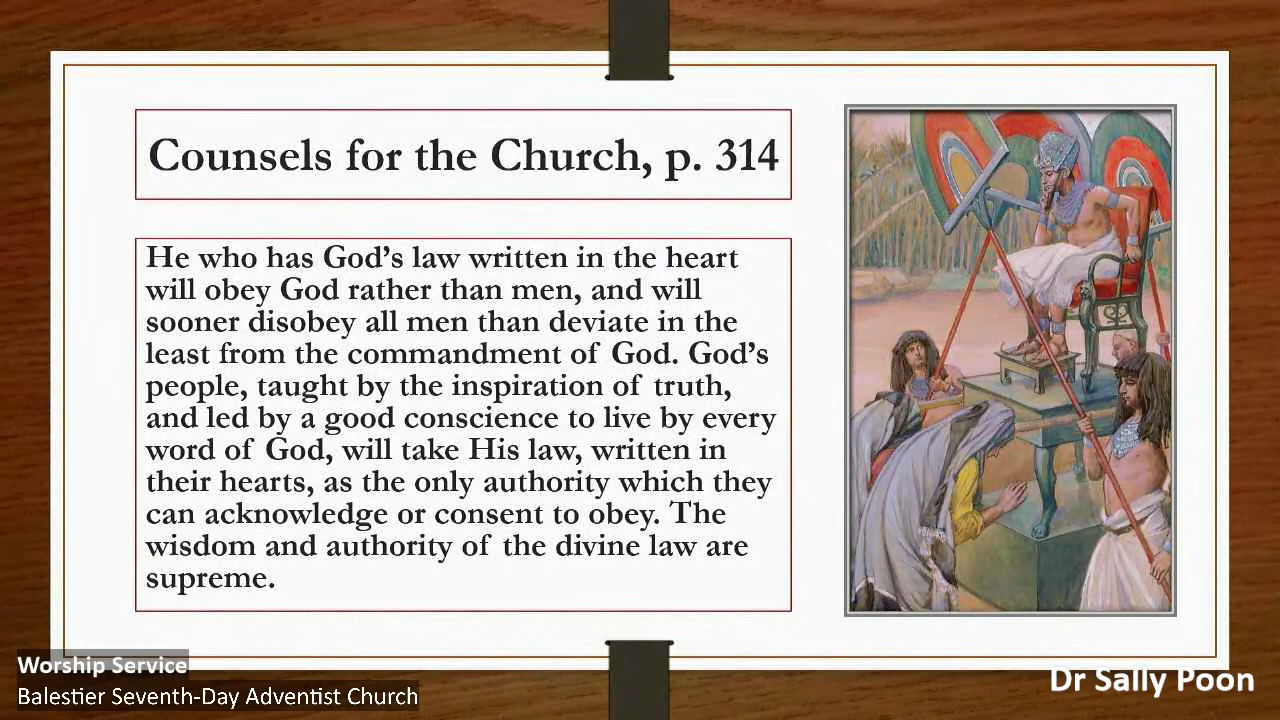 Counsels for the Church, p. 314
He who has God’s law written in the heart
will obey God rather than men, and will
sooner disobey all men than deviate in the
least from the commandment of God. God’s
people, taught by the inspiration of truth,
and led by a good conscience to live by every
word of God, will take His law, written in
their hearts, as the only authority which they
can acknowledge or consent to obey. The
wisdom and authority of the divine law are
supreme.
Worship Service
Balestier Seventh-Day Adventist Church
Dr Sally Poon